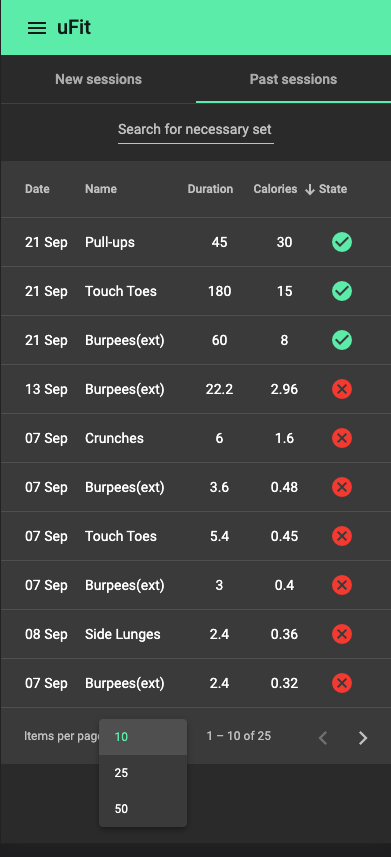 uFit
New sessions Past sessions
Search for necessary set
Date Name Duration Calories State
21 Sep Pull-ups 45 30
21 Sep Touch Toes 180 15
21 Sep Burpees(ext) 60 8
13 Sep Burpees(ext) 22.2 2.96
07 Sep Crunches 6 1.6
07 Sep Burpees(ext) 3.6 0.48
07 Sep Touch Toes 5.4 0.45
07 Sep Burpees(ext) 3 0.4
08 Sep Side Lunges 2.4 0.36
07 Sep Burpees(ext) 2.4 0.32
Items per page 10 1 – 10 of 25
25
50